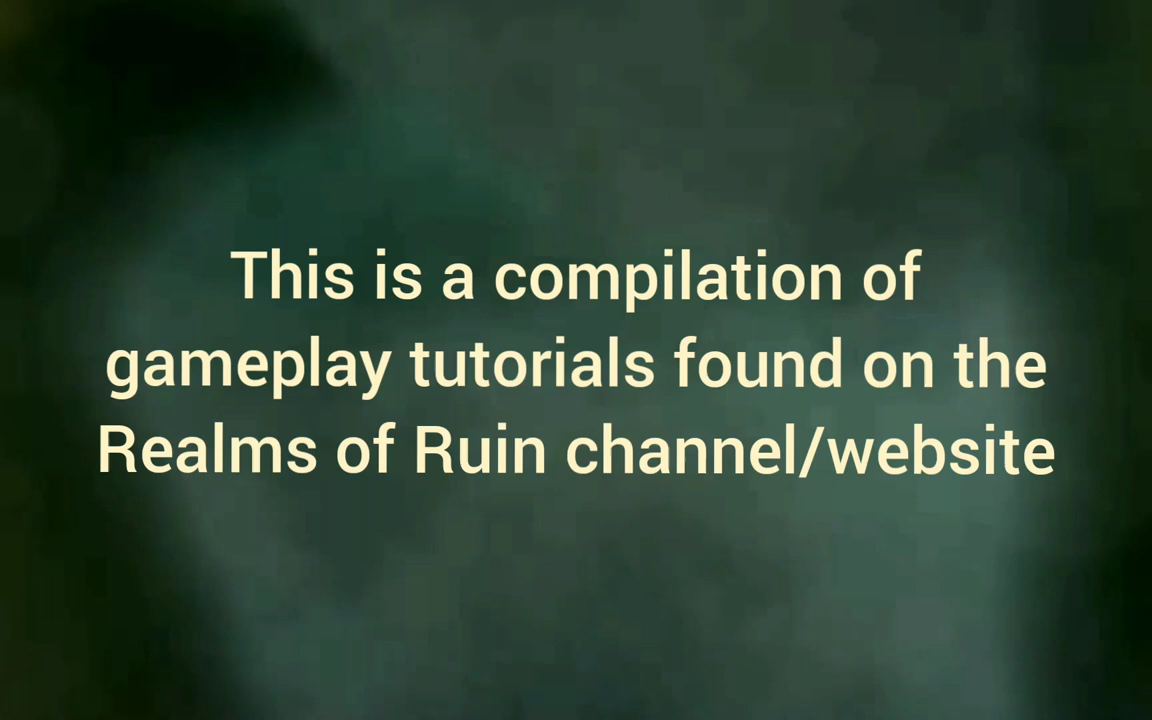 This is a compilation of
gameplay tutorials found on the
Realms of Ruin channel/website